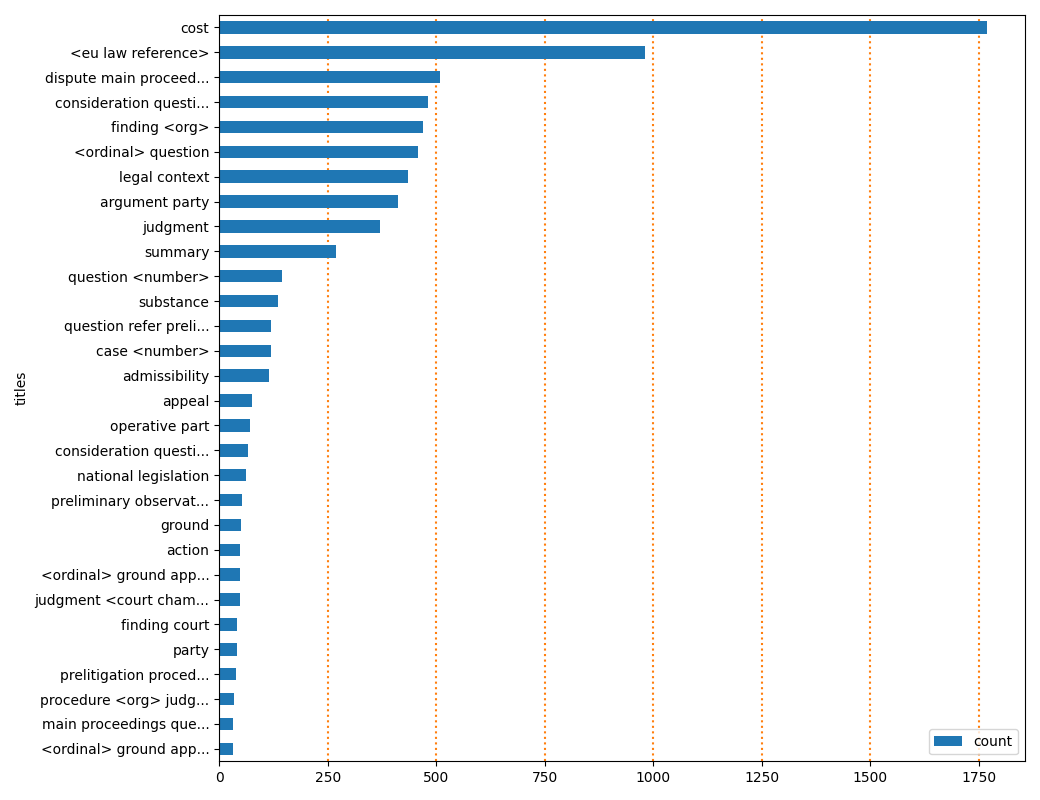 cost
<eu law reference>
dispute main proceed...
consideration questi...
finding <org>
<ordinal> question
legal context
argument party
judgment
summary
question <number>
substance
question refer preli...
case <number>
admissibility
appeal
operative part
consideration questi...
national legislation
preliminary observat...
ground
action
<ordinal> ground app...
judgment <court cham...
finding court
party
prelitigation proced...
procedure <org> judg...
main proceedings que...
<ordinal> ground app...
titles
count
0 250 500 750 1000 1250 1500 1750